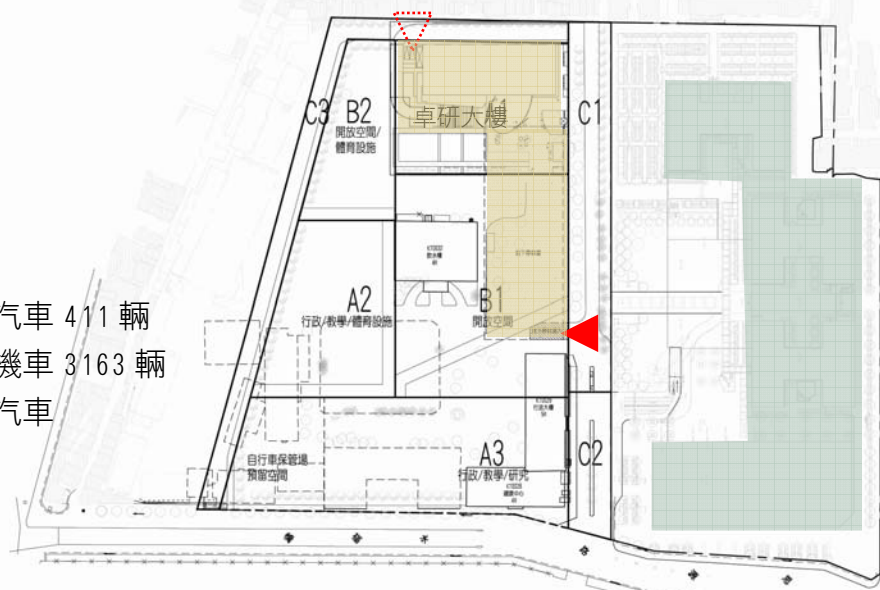 C3
B2
開放空間/
體育設施
A1
卓研大樓
C1
A2
行政/教學/體育設施
B1
開放空間
汽車 411 輛
機車 3163 輛
汽車
自行車保管場
預留空間
A3
行政/教學/研究
C2